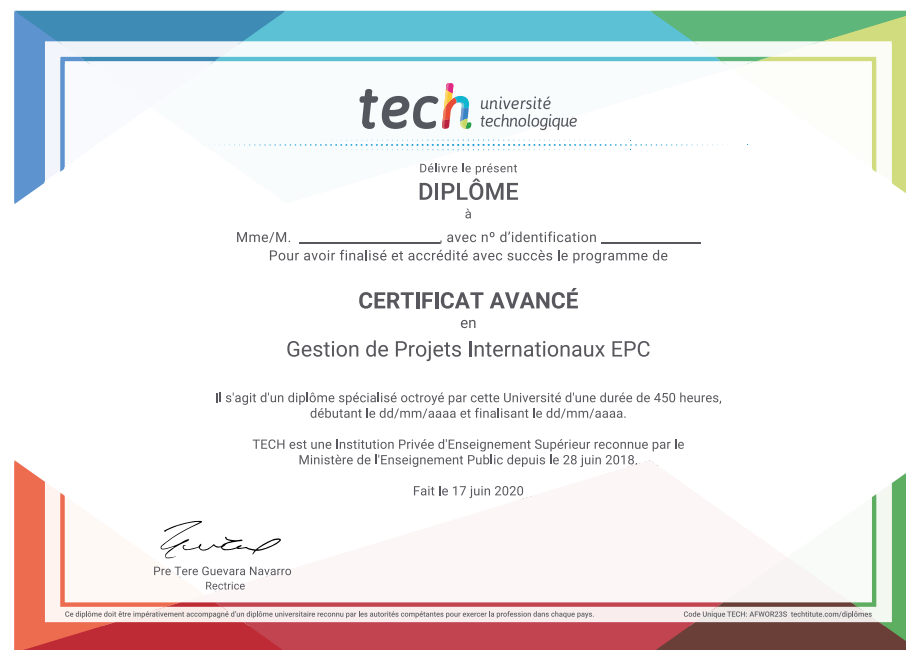 tech université
technologique
Délivre le présent
DIPLÔME
à
Mme/M. ____________, avec nº d'identification ____________
Pour avoir finalisé et accrédité avec succès le programme de
CERTIFICAT AVANCÉ
en
Gestion de Projets Internationaux EPC
Il s'agit d'un diplôme spécialisé octroyé par cette Université d'une durée de 450 heures,
débutant le dd/mm/aaaa et finalisant le dd/mm/aaaa.
TECH est une Institution Privée d'Enseignement Supérieur reconnue par le
Ministère de l'Enseignement Public depuis le 28 juin 2018.
Fait le 17 juin 2020
Pre Tere Guevara Navarro
Rectrice
Ce diplôme doit être impérativement accompagné d'un diplôme universitaire reconnu par les autorités compétentes pour exercer la profession dans chaque pays.
Code Unique TECH: AFWOR23S techtitute.com/diplômes